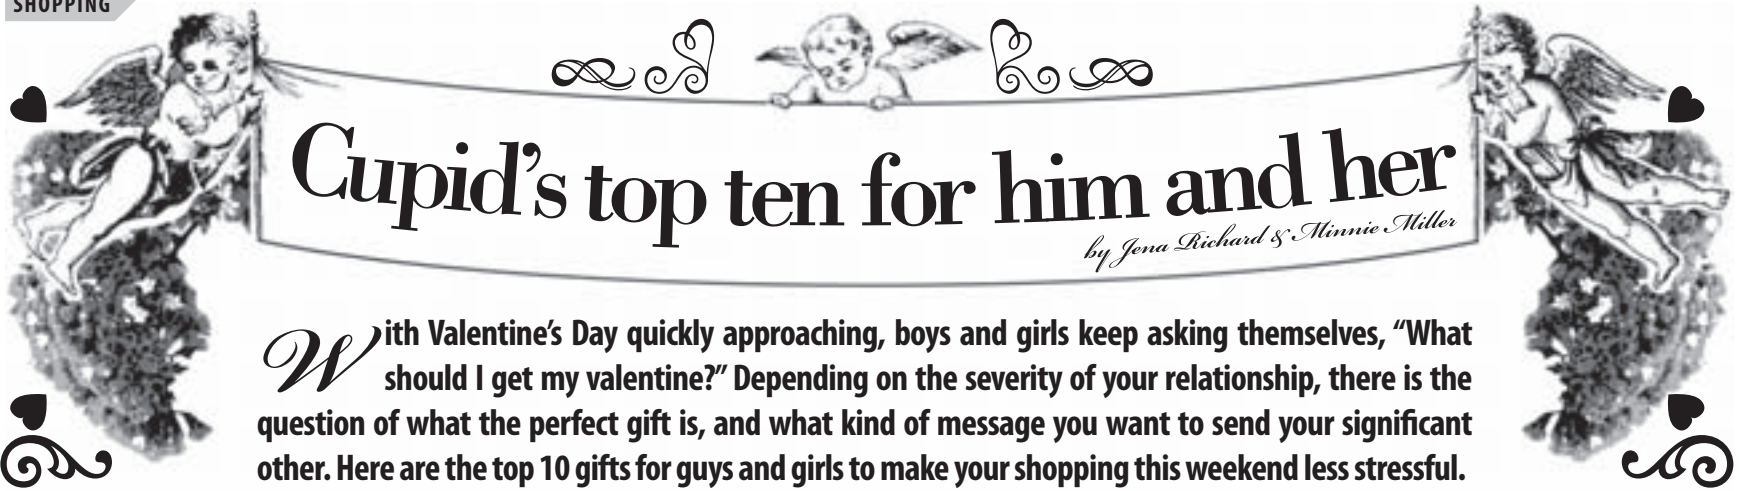 SHOPPING
Cupid's top ten for him and her
by Jena Richard & Minnie Miller
With Valentine's Day quickly approaching, boys and girls keep asking themselves, “What
should I get my valentine?” Depending on the severity of your relationship, there is the
question of what the perfect gift is, and what kind of message you want to send your significant
other. Here are the top 10 gifts for guys and girls to make your shopping this weekend less stressful.